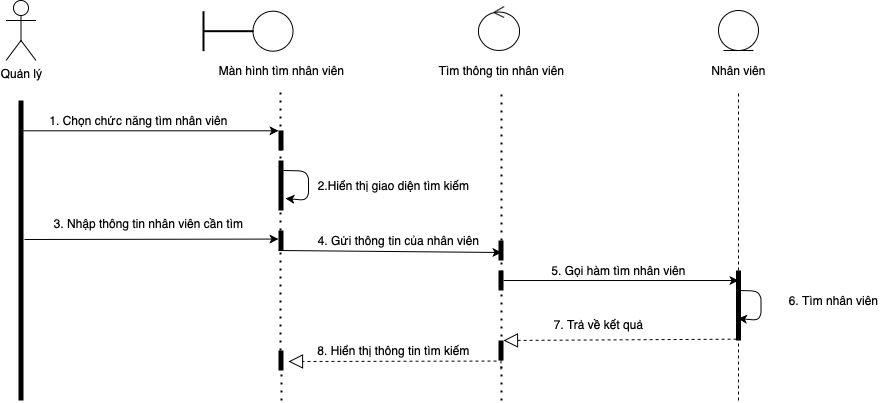 Quản lý
Màn hình tìm nhân viên
Tìm thông tin nhân viên
Nhân viên
1. Chọn chức năng tìm nhân viên
2.Hiển thị giao diện tìm kiếm
3. Nhập thông tin nhân viên cần tìm
4. Gửi thông tin của nhân viên
5. Gọi hàm tìm nhân viên
6. Tìm nhân viên
7. Trả về kết quả
8. Hiển thị thông tin tìm kiếm